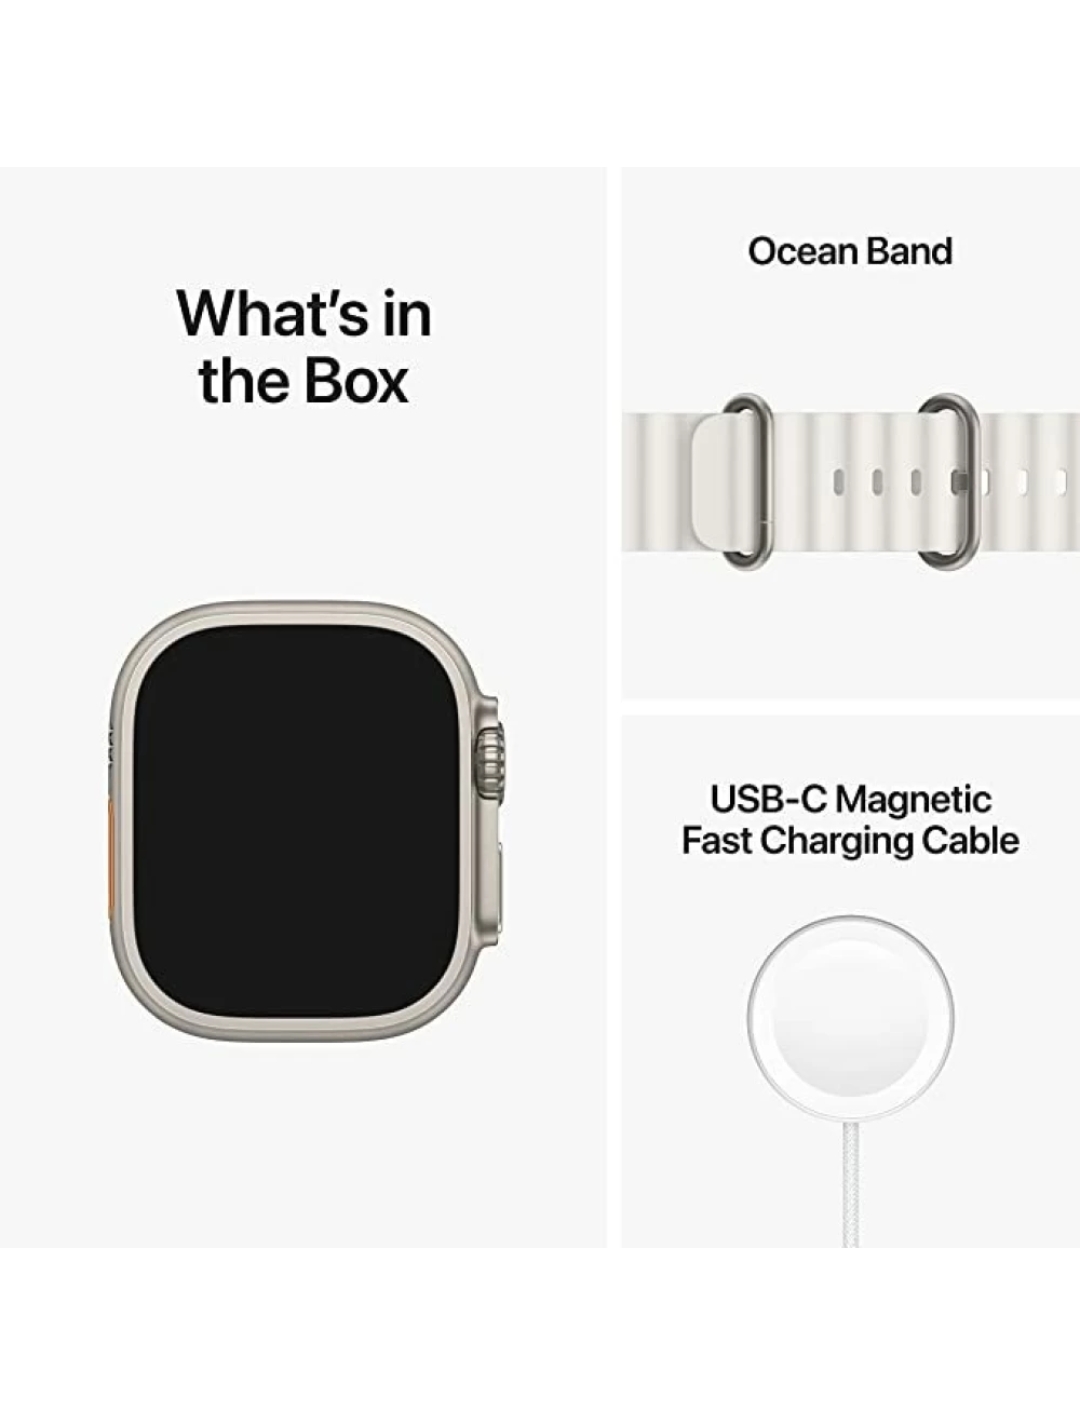 What's in
the Box
Ocean Band
USB-C Magnetic
Fast Charging Cable